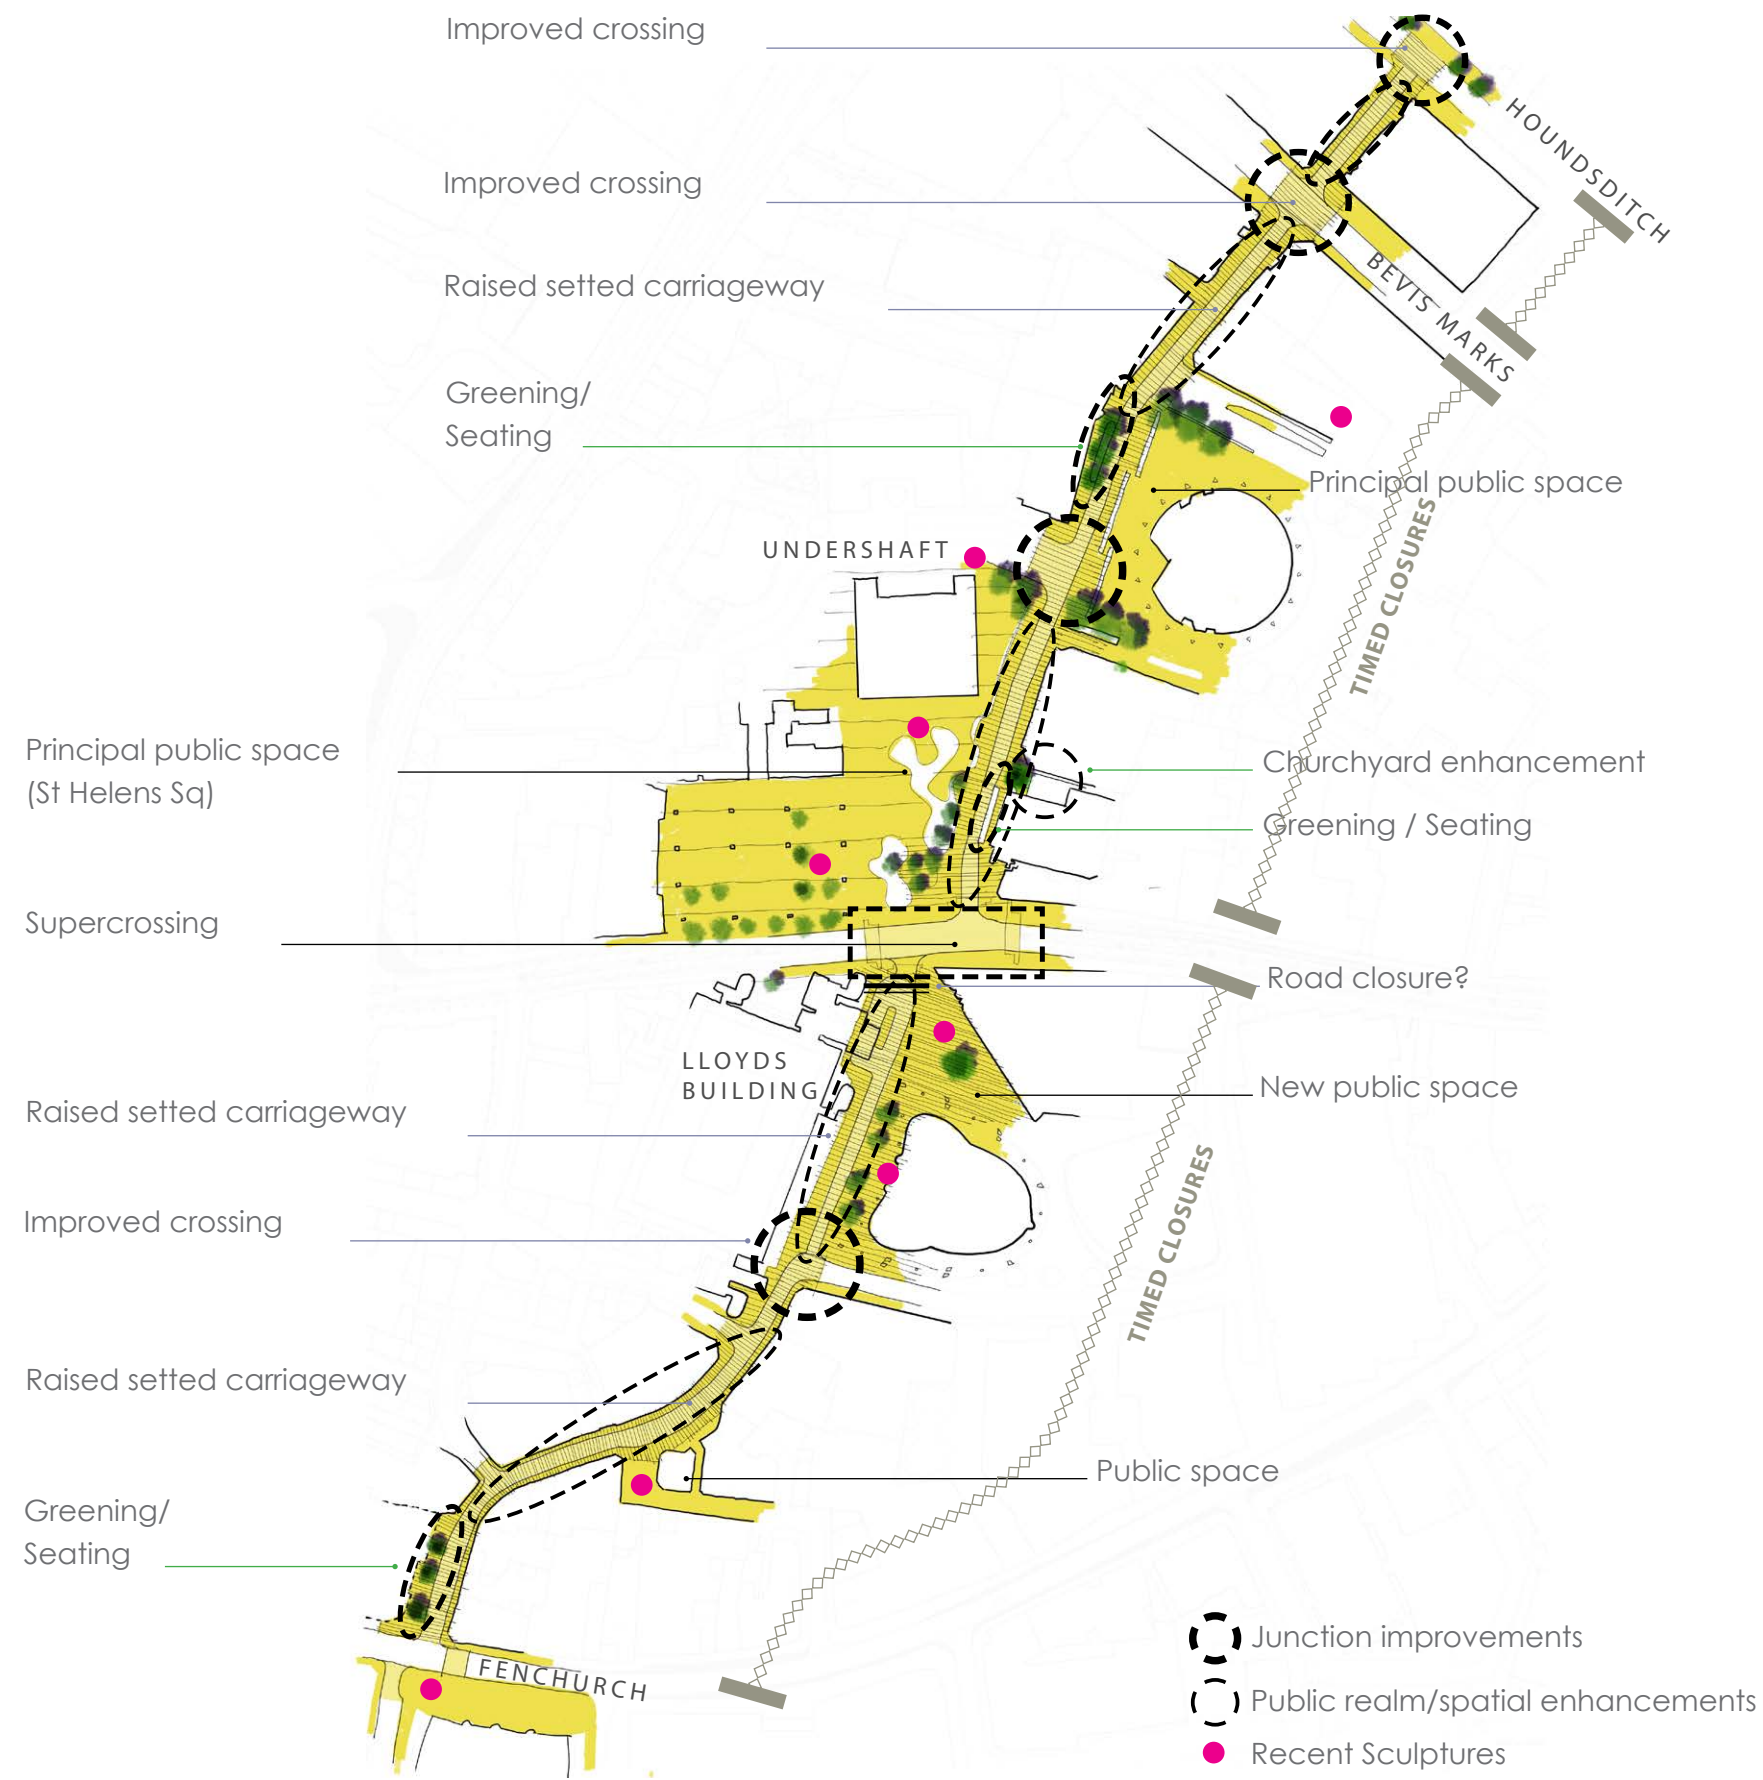 Improved crossing
HOUNDSDITCH
Improved crossing
BEVIS MARKS
Raised setted carriageway
Greening/
Seating
Principal public space
UNDERSHAFT
TIMED CLOSURES
Principal public space
(St Helens Sq)
Churchyard enhancement
Greening / Seating
Supercrossing
Road closure?
LLOYDS
BUILDING
New public space
Raised setted carriageway
TIMED CLOSURES
Improved crossing
Raised setted carriageway
Public space
Greening/
Seating
FENCHURCH
Junction improvements
Public realm/spatial enhancements
Recent Sculptures